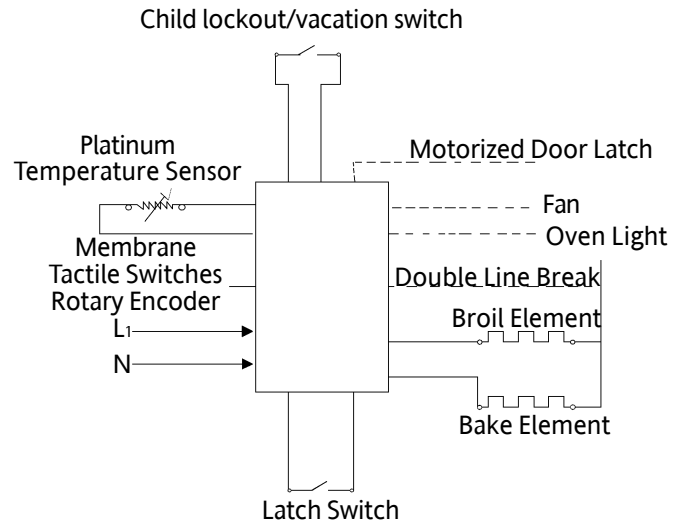 Child lockout/vacation switch
Platinum
Temperature Sensor
Motorized Door Latch
Fan
Oven Light
Membrane
Tactile Switches
Rotary Encoder
Double Line Break
L1
Broil Element
N
Bake Element
Latch Switch